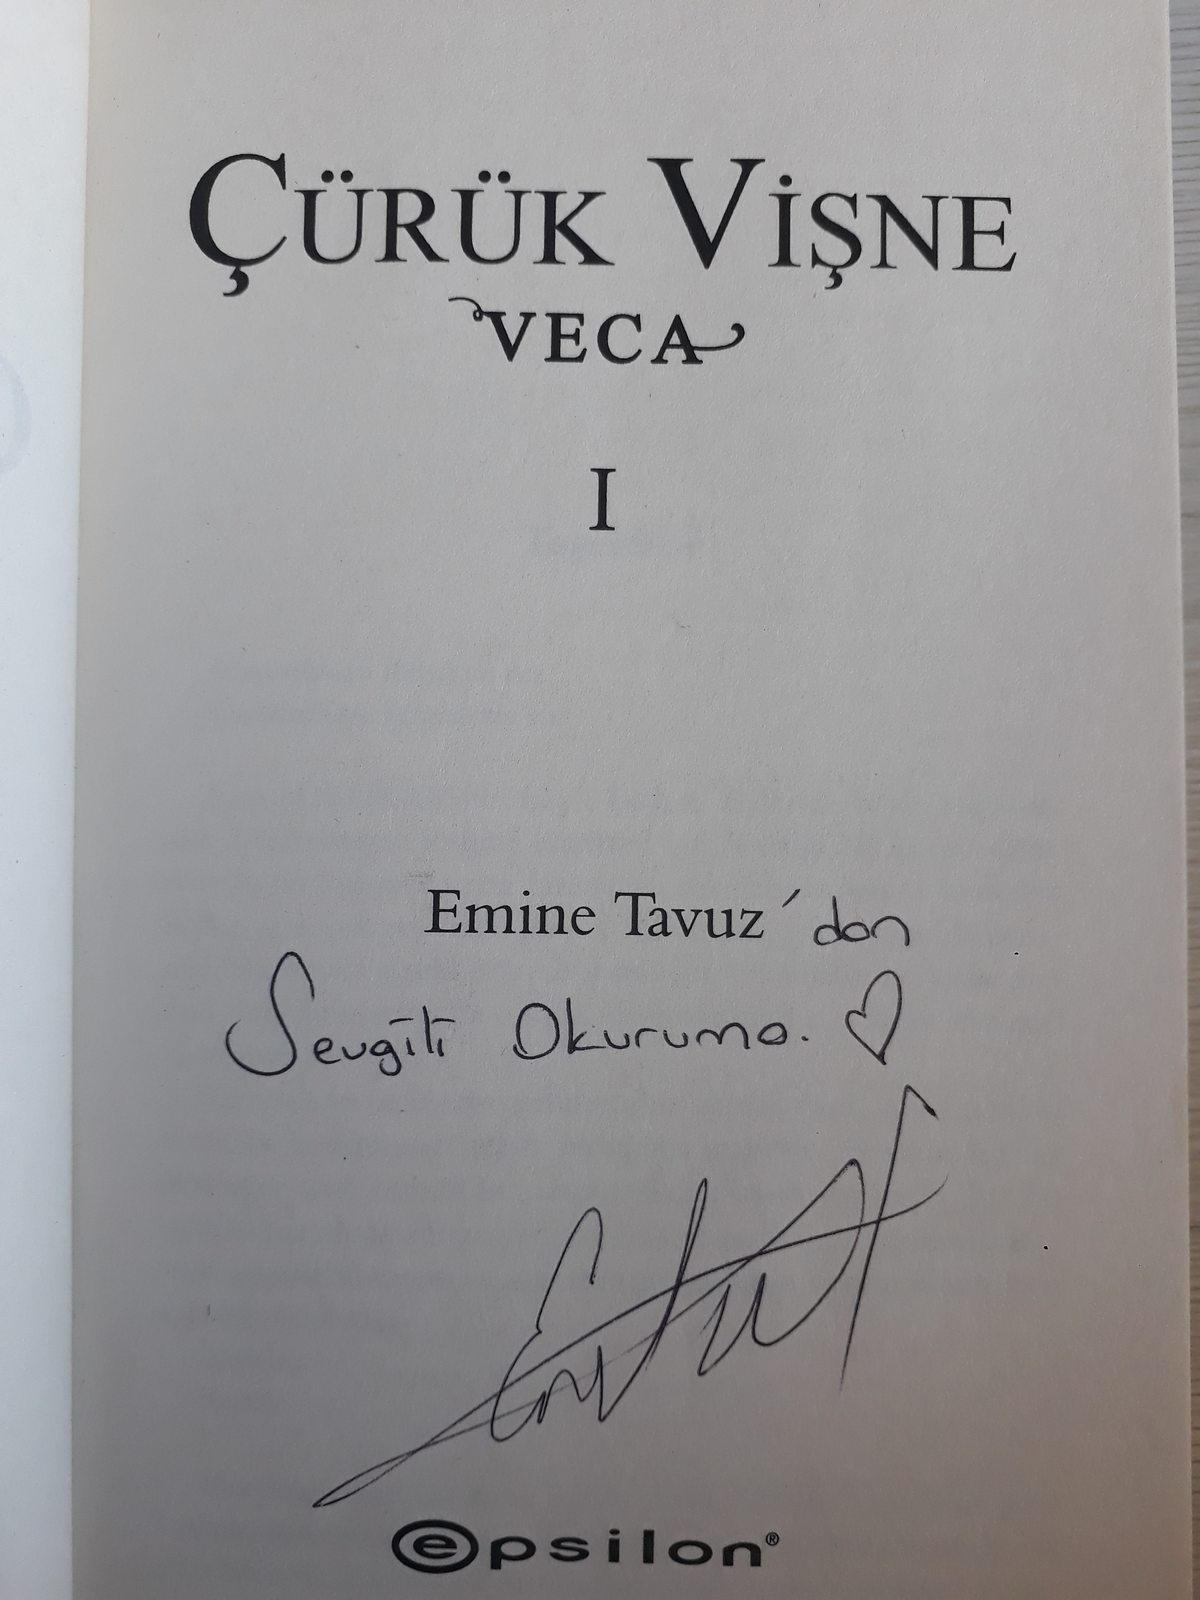 ÇÜRÜK VİŞNE
VECA
I
Emine Tavuz'dan
Sevgili Okuruma. ♡
epsilon®